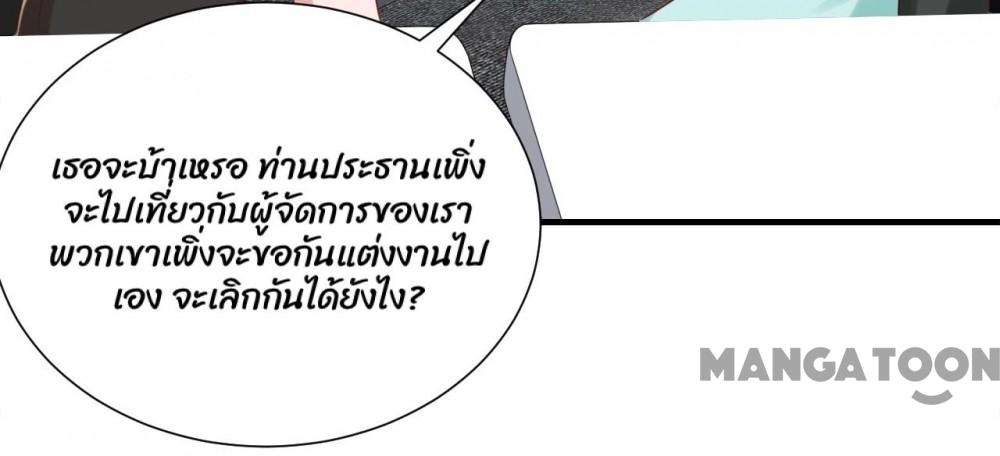 เธอจะบ้าเหรอ ท่านประธานเพิ่ง
จะไปเที่ยวกับผู้จัดการของเรา
พวกเขาเพิ่งจะขอกันแต่งงานไป
เอง จะเลิกกันได้ยังไง?
MANGATOON